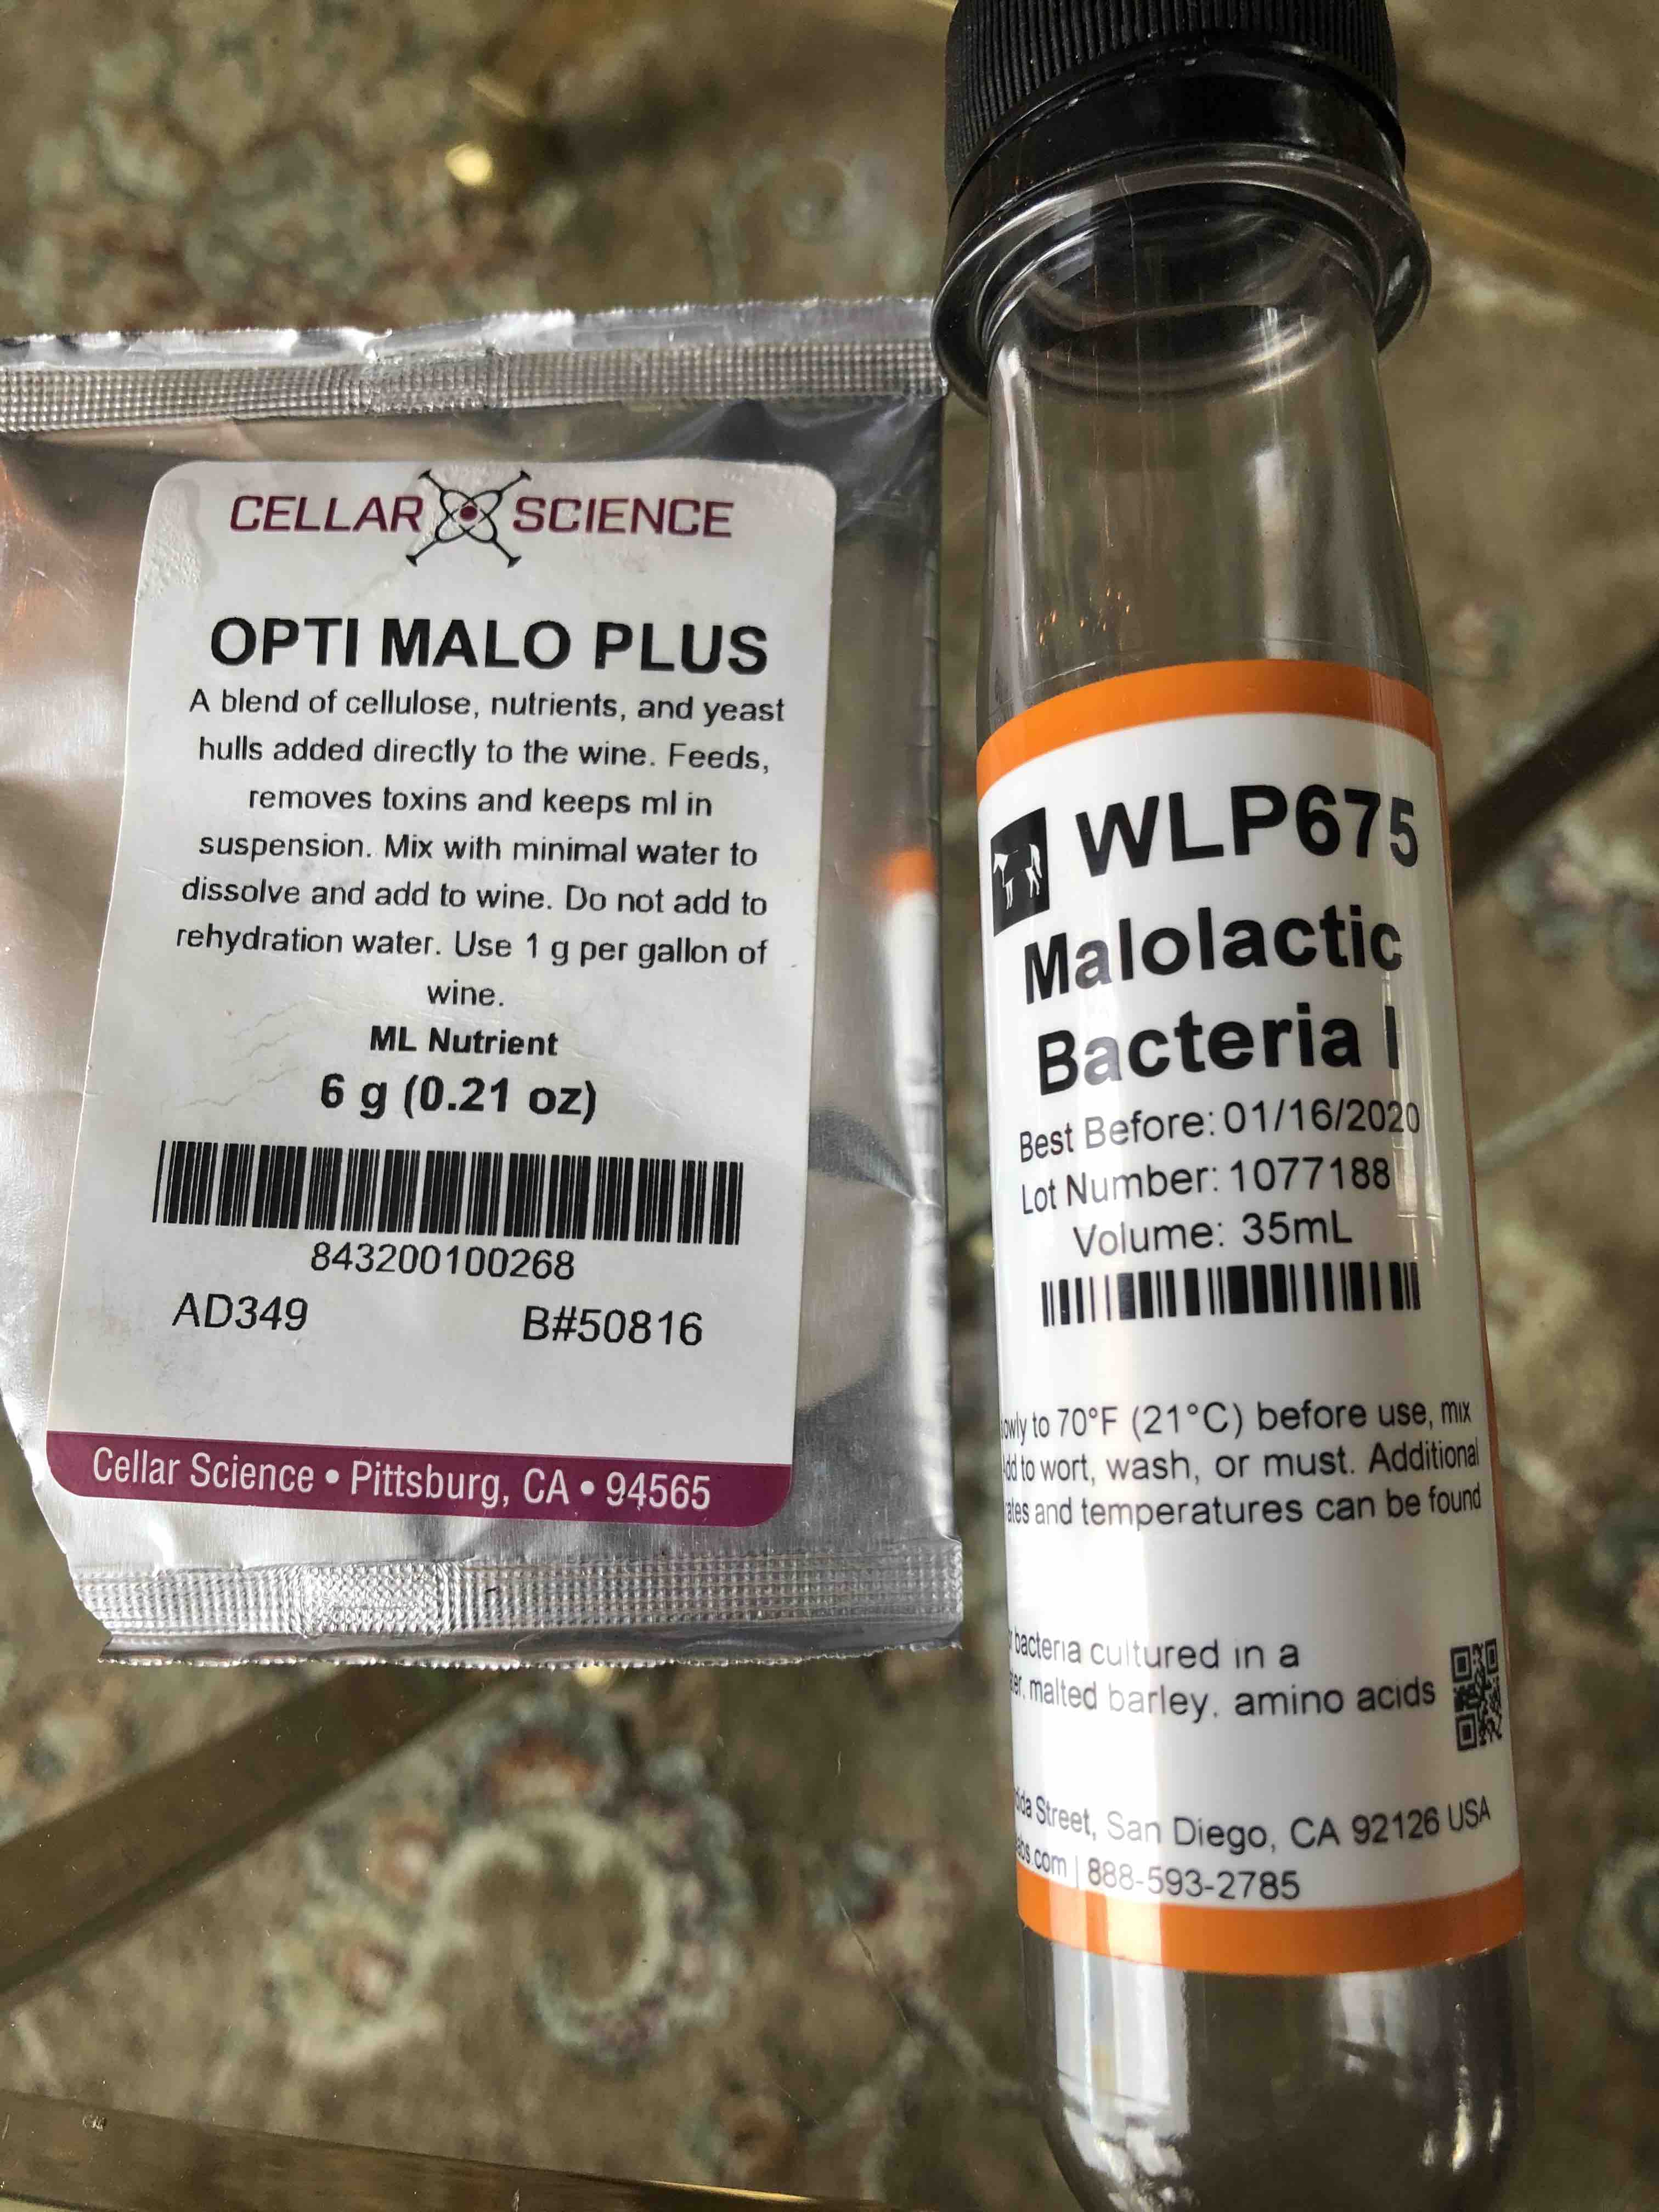 CELLAR SCIENCE
OPTI MALO PLUS
A blend of cellulose, nutrients, and yeast
hulls added directly to the wine. Feeds,
removes toxins and keeps ml in
suspension. Mix with minimal water to
dissolve and add to wine. Do not add to
rehydration water. Use 1 g per gallon of
wine.
ML Nutrient
6 g (0.21 oz)
843200100268
AD349 B#50816
Cellar Science • Pittsburg, CA • 94565
WLP675
Malolactic
Bacteria I
Best Before: 01/16/2020
Lot Number: 1077188
Volume: 35mL
to 70°F (21°C) before use, mix
to wort, wash, or must. Additional
and temperatures can be found
bacteria cultured in a
malted barley, amino acids
Street, San Diego, CA 92126 USA
.com | 888-593-2785